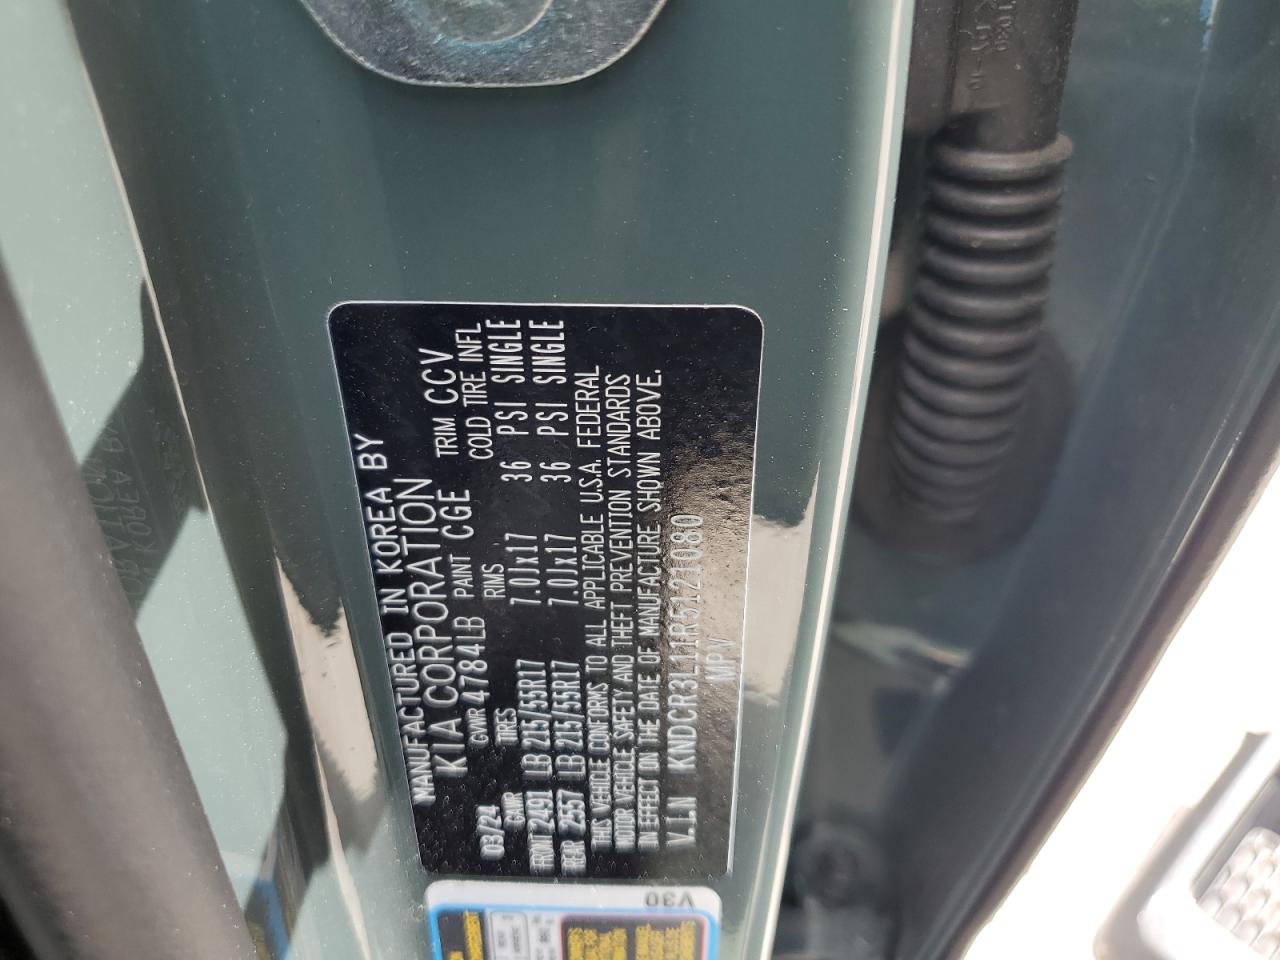 MANUFACTURED IN KOREA BY
KIA CORPORATION
03/24 GVWR 4784LB PAINT CGE TRIM CCV
GAWR TIRES RIMS COLD TIRE INFL
FRONT 2491 LB 215/55R17 7.0Jx17 36 PSI SINGLE
REAR 2557 LB 215/55R17 7.0Jx17 36 PSI SINGLE
THIS VEHICLE CONFORMS TO ALL APPLICABLE U.S.A. FEDERAL
MOTOR VEHICLE SAFETY AND THEFT PREVENTION STANDARDS
IN EFFECT ON THE DATE OF MANUFACTURE SHOWN ABOVE.
V.I.N KNDCR3L11R5121080
MPV
V30